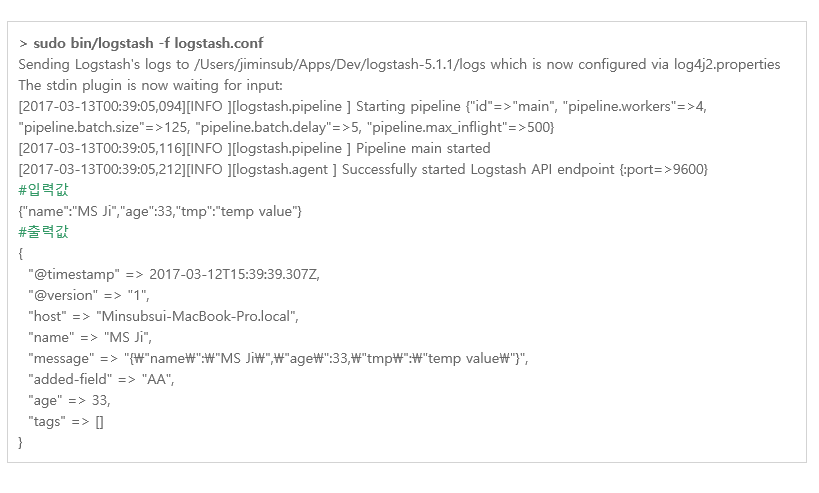 > sudo bin/logstash -f logstash.conf
Sending Logstash's logs to /Users/jiminsub/Apps/Dev/logstash-5.1.1/logs which is now configured via log4j2.properties
The stdin plugin is now waiting for input:
[2017-03-13T00:39:05,094][INFO ][logstash.pipeline ] Starting pipeline {"id"=>"main", "pipeline.workers"=>4,
"pipeline.batch.size"=>125, "pipeline.batch.delay"=>5, "pipeline.max_inflight"=>500}
[2017-03-13T00:39:05,116][INFO ][logstash.pipeline ] Pipeline main started
[2017-03-13T00:39:05,212][INFO ][logstash.agent ] Successfully started Logstash API endpoint {:port=>9600}
#입력값
{"name":"MS Ji","age":33,"tmp":"temp value"}
#출력값
{
"@timestamp" => 2017-03-12T15:39:39.307Z,
"@version" => "1",
"host" => "Minsubsui-MacBook-Pro.local",
"name" => "MS Ji",
"message" => "{₩"name₩":₩"MS Ji₩",₩"age₩":33,₩"tmp₩":₩"temp value₩"}",
"added-field" => "AA",
"age" => 33,
"tags" => []
}